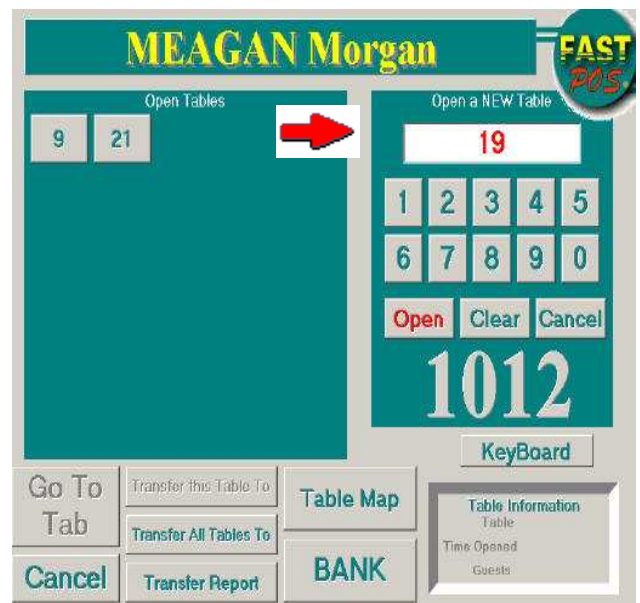 MEAGAN Morgan
FAST
POS.
Open Tables
9 21
Open a NEW Table
19
1 2 3 4 5
6 7 8 9 0
Open Clear Cancel
1012
KeyBoard
Go To
Tab
Transfer this Table To
Transfer All Tables To
Table Map
Cancel
Transfer Report
BANK
Table Information
Table
Time Opened
Guests